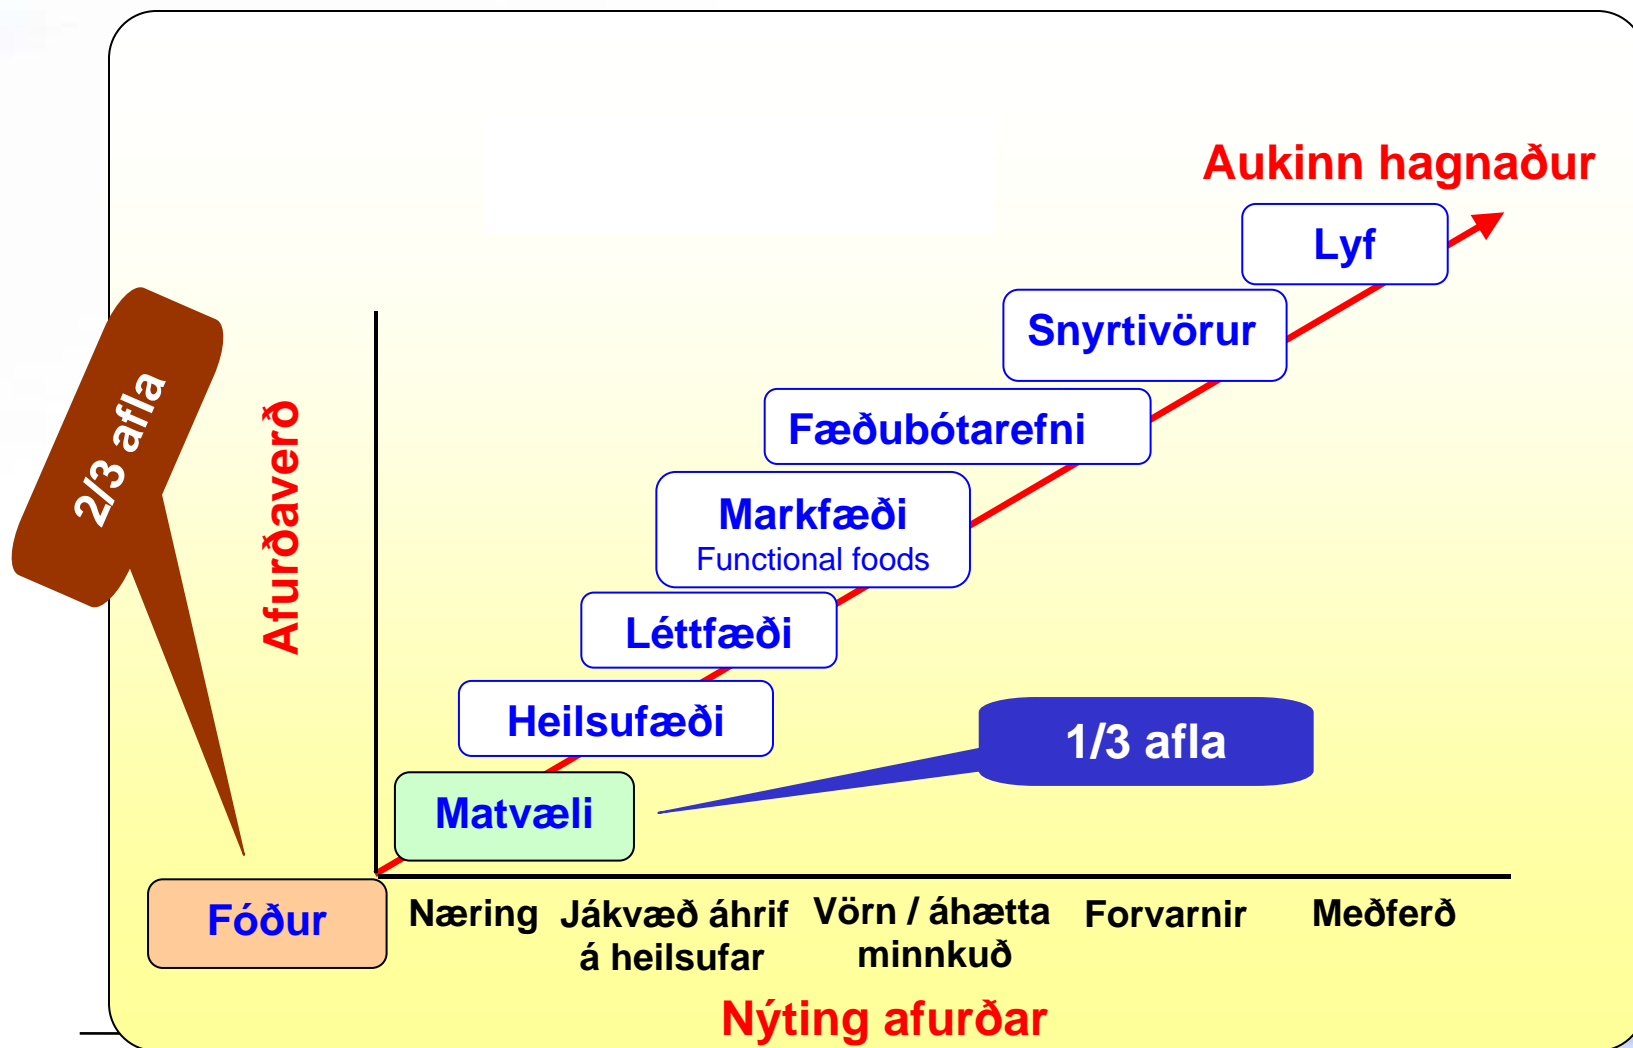 Aukinn hagnaður
Lyf
Snyrtivörur
Fæðubótarefni
Markfæði
Functional foods
Léttfæði
Heilsufæði
Matvæli
Fóður
2/3 afla
1/3 afla
Afurðaverð
Næring
Jákvæð áhrif
á heilsufar
Vörn / áhætta
minnkuð
Forvarnir
Meðferð
Nýting afurðar